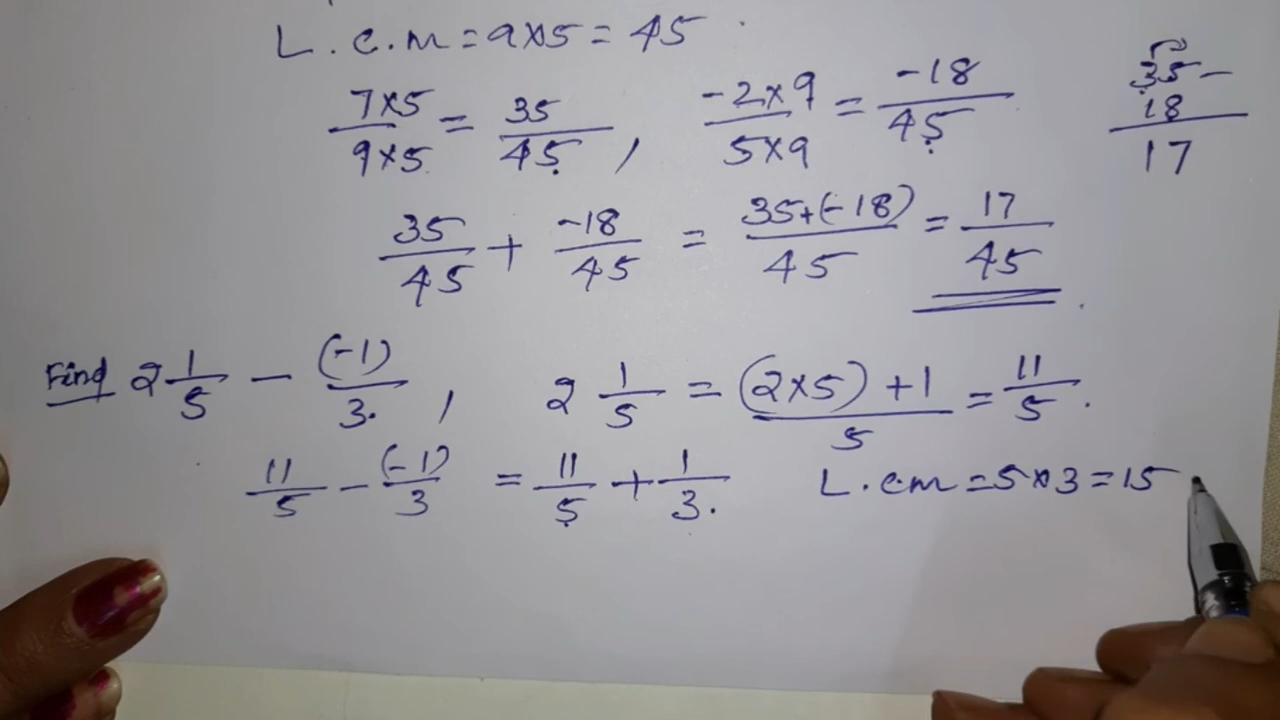 L.C.M = 9×5 = 45
7×5/9×5 = 35/45, -2×9/5×9 = -18/45
35-
18
17
35/45 + -18/45 = 35+(-18)/45 = 17/45
Find 2 1/5 - (-1)/3, 2 1/5 = (2×5)+1/5 = 11/5.
11/5 - (-1)/3 = 11/5 + 1/3. L.C.M = 5×3 = 15